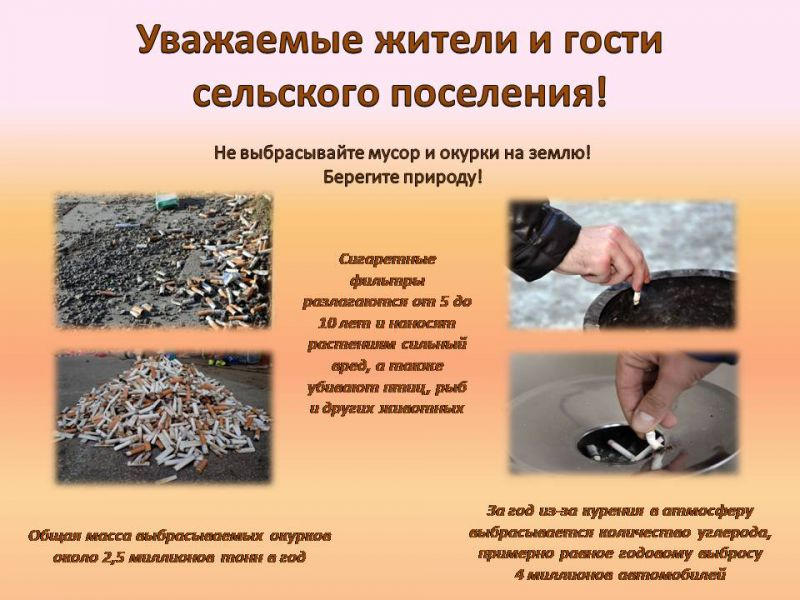 Уважаемые жители и гости
сельского поселения!
Не выбрасывайте мусор и окурки на землю!
Берегите природу!
Сигаретные
фильтры
разлагаются от 5 до
10 лет и наносят
растениям сильный
вред, а также
убивают птиц, рыб
и других животных
Общая масса выбрасываемых окурков
около 2,5 миллионов тонн в год
За год из-за курения в атмосферу
выбрасывается количество углерода,
примерно равное годовому выбросу
4 миллионов автомобилей